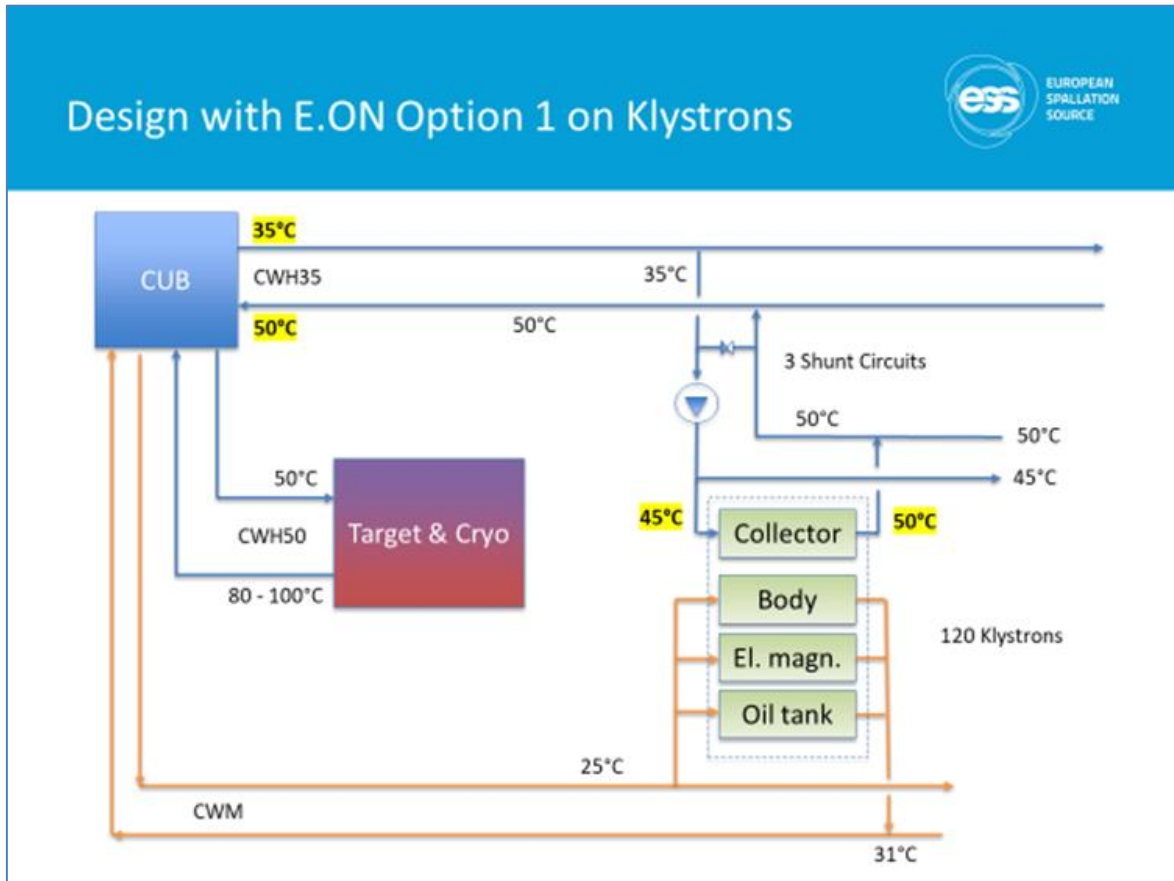 Design with E.ON Option 1 on Klystrons
ess
EUROPEAN
SPALLATION
SOURCE
35°C
CUB
CWH35
35°C
50°C
50°C
3 Shunt Circuits
50°C
50°C
50°C
45°C
45°C
50°C
Target & Cryo
Collector
CWH50
80 - 100°C
Body
120 Klystrons
El. magn.
Oil tank
25°C
CWM
31°C